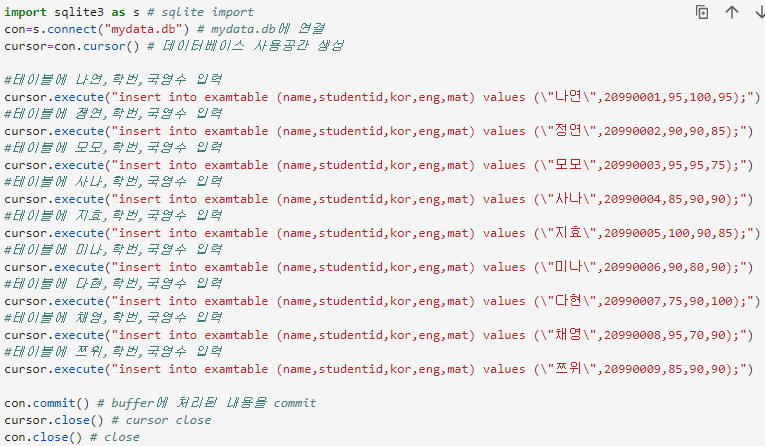 import sqlite3 as s # sqlite import
con=s.connect("mydata.db") # mydata.db에 연결
cursor=con.cursor() # 데이터베이스 사용공간 생성
#테이블에 나연,학번,국영수 입력
cursor.execute("insert into examtable (name,studentid,kor,eng,mat) values (\"나연\",20990001,95,100,95);")
#테이블에 정연,학번,국영수 입력
cursor.execute("insert into examtable (name,studentid,kor,eng,mat) values (\"정연\",20990002,90,90,85);")
#테이블에 모모,학번,국영수 입력
cursor.execute("insert into examtable (name,studentid,kor,eng,mat) values (\"모모\",20990003,95,95,75);")
#테이블에 사나,학번,국영수 입력
cursor.execute("insert into examtable (name,studentid,kor,eng,mat) values (\"사나\",20990004,85,90,90);")
#테이블에 지효,학번,국영수 입력
cursor.execute("insert into examtable (name,studentid,kor,eng,mat) values (\"지효\",20990005,100,90,85);")
#테이블에 미나,학번,국영수 입력
cursor.execute("insert into examtable (name,studentid,kor,eng,mat) values (\"미나\",20990006,90,80,90);")
#테이블에 다현,학번,국영수 입력
cursor.execute("insert into examtable (name,studentid,kor,eng,mat) values (\"다현\",20990007,75,90,100);")
#테이블에 채영,학번,국영수 입력
cursor.execute("insert into examtable (name,studentid,kor,eng,mat) values (\"채영\",20990008,95,70,90);")
#테이블에 쯔위,학번,국영수 입력
cursor.execute("insert into examtable (name,studentid,kor,eng,mat) values (\"쯔위\",20990009,85,90,90);")
con.commit() # buffer에 처리된 내용을 commit
cursor.close() # cursor close
con.close() # close